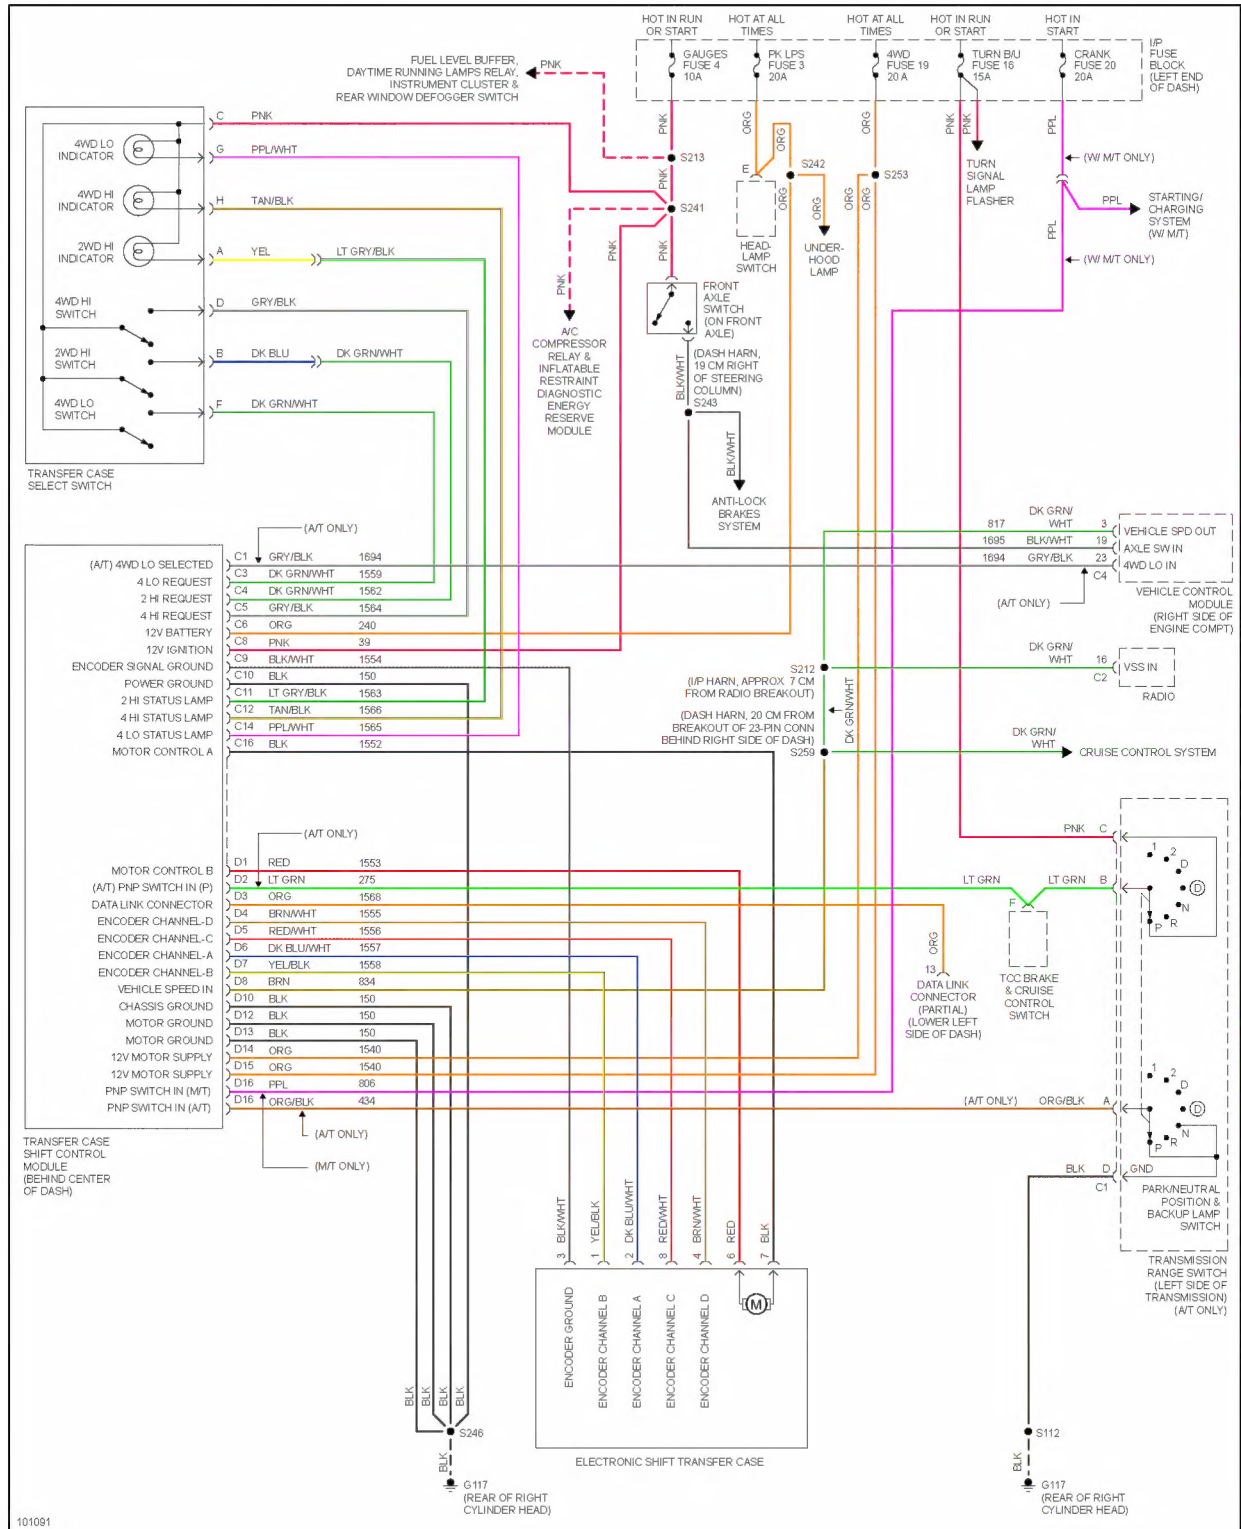 HOT IN RUN
OR START
HOT AT ALL
TIMES
HOT AT ALL
TIMES
HOT IN RUN
OR START
HOT IN
START
GAUGES
FUSE 4
10A
PK LPS
FUSE 3
20A
4WD
FUSE 19
20 A
TURN B/U
FUSE 16
15A
CRANK
FUSE 20
20A
I/P
FUSE
BLOCK
(LEFT END
OF DASH)
FUEL LEVEL BUFFER,
DAYTIME RUNNING LAMPS RELAY,
INSTRUMENT CLUSTER &
REAR WINDOW DEFOGGER SWITCH
PNK
PNK
ORG
ORG
ORG
PNK
PNK
PPL
C PNK
4WD LO
INDICATOR
G PPL/WHT
4WD HI
INDICATOR
H TAN/BLK
2WD HI
INDICATOR
A YEL LT GRY/BLK
4WD HI
SWITCH
D GRY/BLK
2WD HI
SWITCH
B DK BLU DK GRN/WHT
4WD LO
SWITCH
F DK GRN/WHT
TRANSFER CASE
SELECT SWITCH
S213
PNK
S241
PNK
PNK
PNK
E
HEAD-
LAMP
SWITCH
S242
ORG
ORG
UNDER-
HOOD
LAMP
S253
ORG
ORG
TURN
SIGNAL
LAMP
FLASHER
(W/ M/T ONLY)
PPL
STARTING/
CHARGING
SYSTEM
(W/ M/T)
PPL
(W/ M/T ONLY)
A/C
COMPRESSOR
RELAY &
INFLATABLE
RESTRAINT
DIAGNOSTIC
ENERGY
RESERVE
MODULE
FRONT
AXLE
SWITCH
(ON FRONT
AXLE)
(DASH HARN,
19 CM RIGHT
OF STEERING
COLUMN)
BLK/WHT
S243
BLK/WHT
ANTI-LOCK
BRAKES
SYSTEM
(A/T ONLY)
(A/T) 4WD LO SELECTED C1 GRY/BLK 1694
4 LO REQUEST C3 DK GRN/WHT 1559
2 HI REQUEST C4 DK GRN/WHT 1562
4 HI REQUEST C5 GRY/BLK 1564
12V BATTERY C6 ORG 240
12V IGNITION C8 PNK 39
ENCODER SIGNAL GROUND C9 BLK/WHT 1554
POWER GROUND C10 BLK 150
2 HI STATUS LAMP C11 LT GRY/BLK 1563
4 HI STATUS LAMP C12 TAN/BLK 1566
4 LO STATUS LAMP C14 PPL/WHT 1565
MOTOR CONTROL A C16 BLK 1552
(A/T ONLY)
MOTOR CONTROL B D1 RED 1553
(A/T) PNP SWITCH IN (P) D2 LT GRN 275
DATA LINK CONNECTOR D3 ORG 1568
ENCODER CHANNEL-D D4 BRN/WHT 1555
ENCODER CHANNEL-C D5 RED/WHT 1556
ENCODER CHANNEL-A D6 DK BLU/WHT 1557
ENCODER CHANNEL-B D7 YEL/BLK 1558
VEHICLE SPEED IN D8 BRN 834
CHASSIS GROUND D10 BLK 150
MOTOR GROUND D12 BLK 150
MOTOR GROUND D13 BLK 150
12V MOTOR SUPPLY D14 ORG 1540
12V MOTOR SUPPLY D15 ORG 1540
PNP SWITCH IN (M/T) D16 PPL 806
PNP SWITCH IN (A/T) D16 ORG/BLK 434
(A/T ONLY)
(M/T ONLY)
TRANSFER CASE
SHIFT CONTROL
MODULE
(BEHIND CENTER
OF DASH)
817 DK GRN/
WHT 3 VEHICLE SPD OUT
1695 BLK/WHT 19 AXLE SW IN
1694 GRY/BLK 23 4WD LO IN
C4
(A/T ONLY)
VEHICLE CONTROL
MODULE
(RIGHT SIDE OF
ENGINE COMPT)
S212
(I/P HARN, APPROX. 7 CM
FROM RADIO BREAKOUT)
(DASH HARN, 20 CM FROM
BREAKOUT OF 23-PIN CONN
BEHIND RIGHT SIDE OF DASH)
S259
DK GRN/WHT
DK GRN/
WHT 16 VSS IN
C2
RADIO
DK GRN/
WHT
CRUISE CONTROL SYSTEM
PNK C
1 2 D D N R P
LT GRN
LT GRN B
F
TCC BRAKE
& CRUISE
CONTROL
SWITCH
ORG
13
DATA LINK
CONNECTOR
(PARTIAL)
(LOWER LEFT
SIDE OF DASH)
1 2 D D N R P
(A/T ONLY) ORG/BLK A
BLK D GND
C1
PARK/NEUTRAL
POSITION &
BACKUP LAMP
SWITCH
TRANSMISSION
RANGE SWITCH
(LEFT SIDE OF
TRANSMISSION)
(A/T ONLY)
3 BLK/WHT
1 YEL/BLK
2 DK BLU/WHT
8 RED/WHT
4 BRN/WHT
6 RED
7 BLK
ENCODER GROUND
ENCODER CHANNEL B
ENCODER CHANNEL A
ENCODER CHANNEL C
ENCODER CHANNEL D
M
ELECTRONIC SHIFT TRANSFER CASE
BLK
BLK
BLK
BLK
S246
BLK
G117
(REAR OF RIGHT
CYLINDER HEAD)
S112
BLK
G117
(REAR OF RIGHT
CYLINDER HEAD)
101091